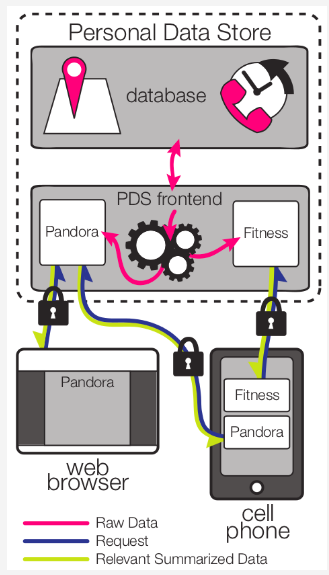 Personal Data Store
database
PDS frontend
Pandora
Fitness
Pandora
Fitness
Pandora
web
browser
cell
phone
Raw Data
Request
Relevant Summarized Data